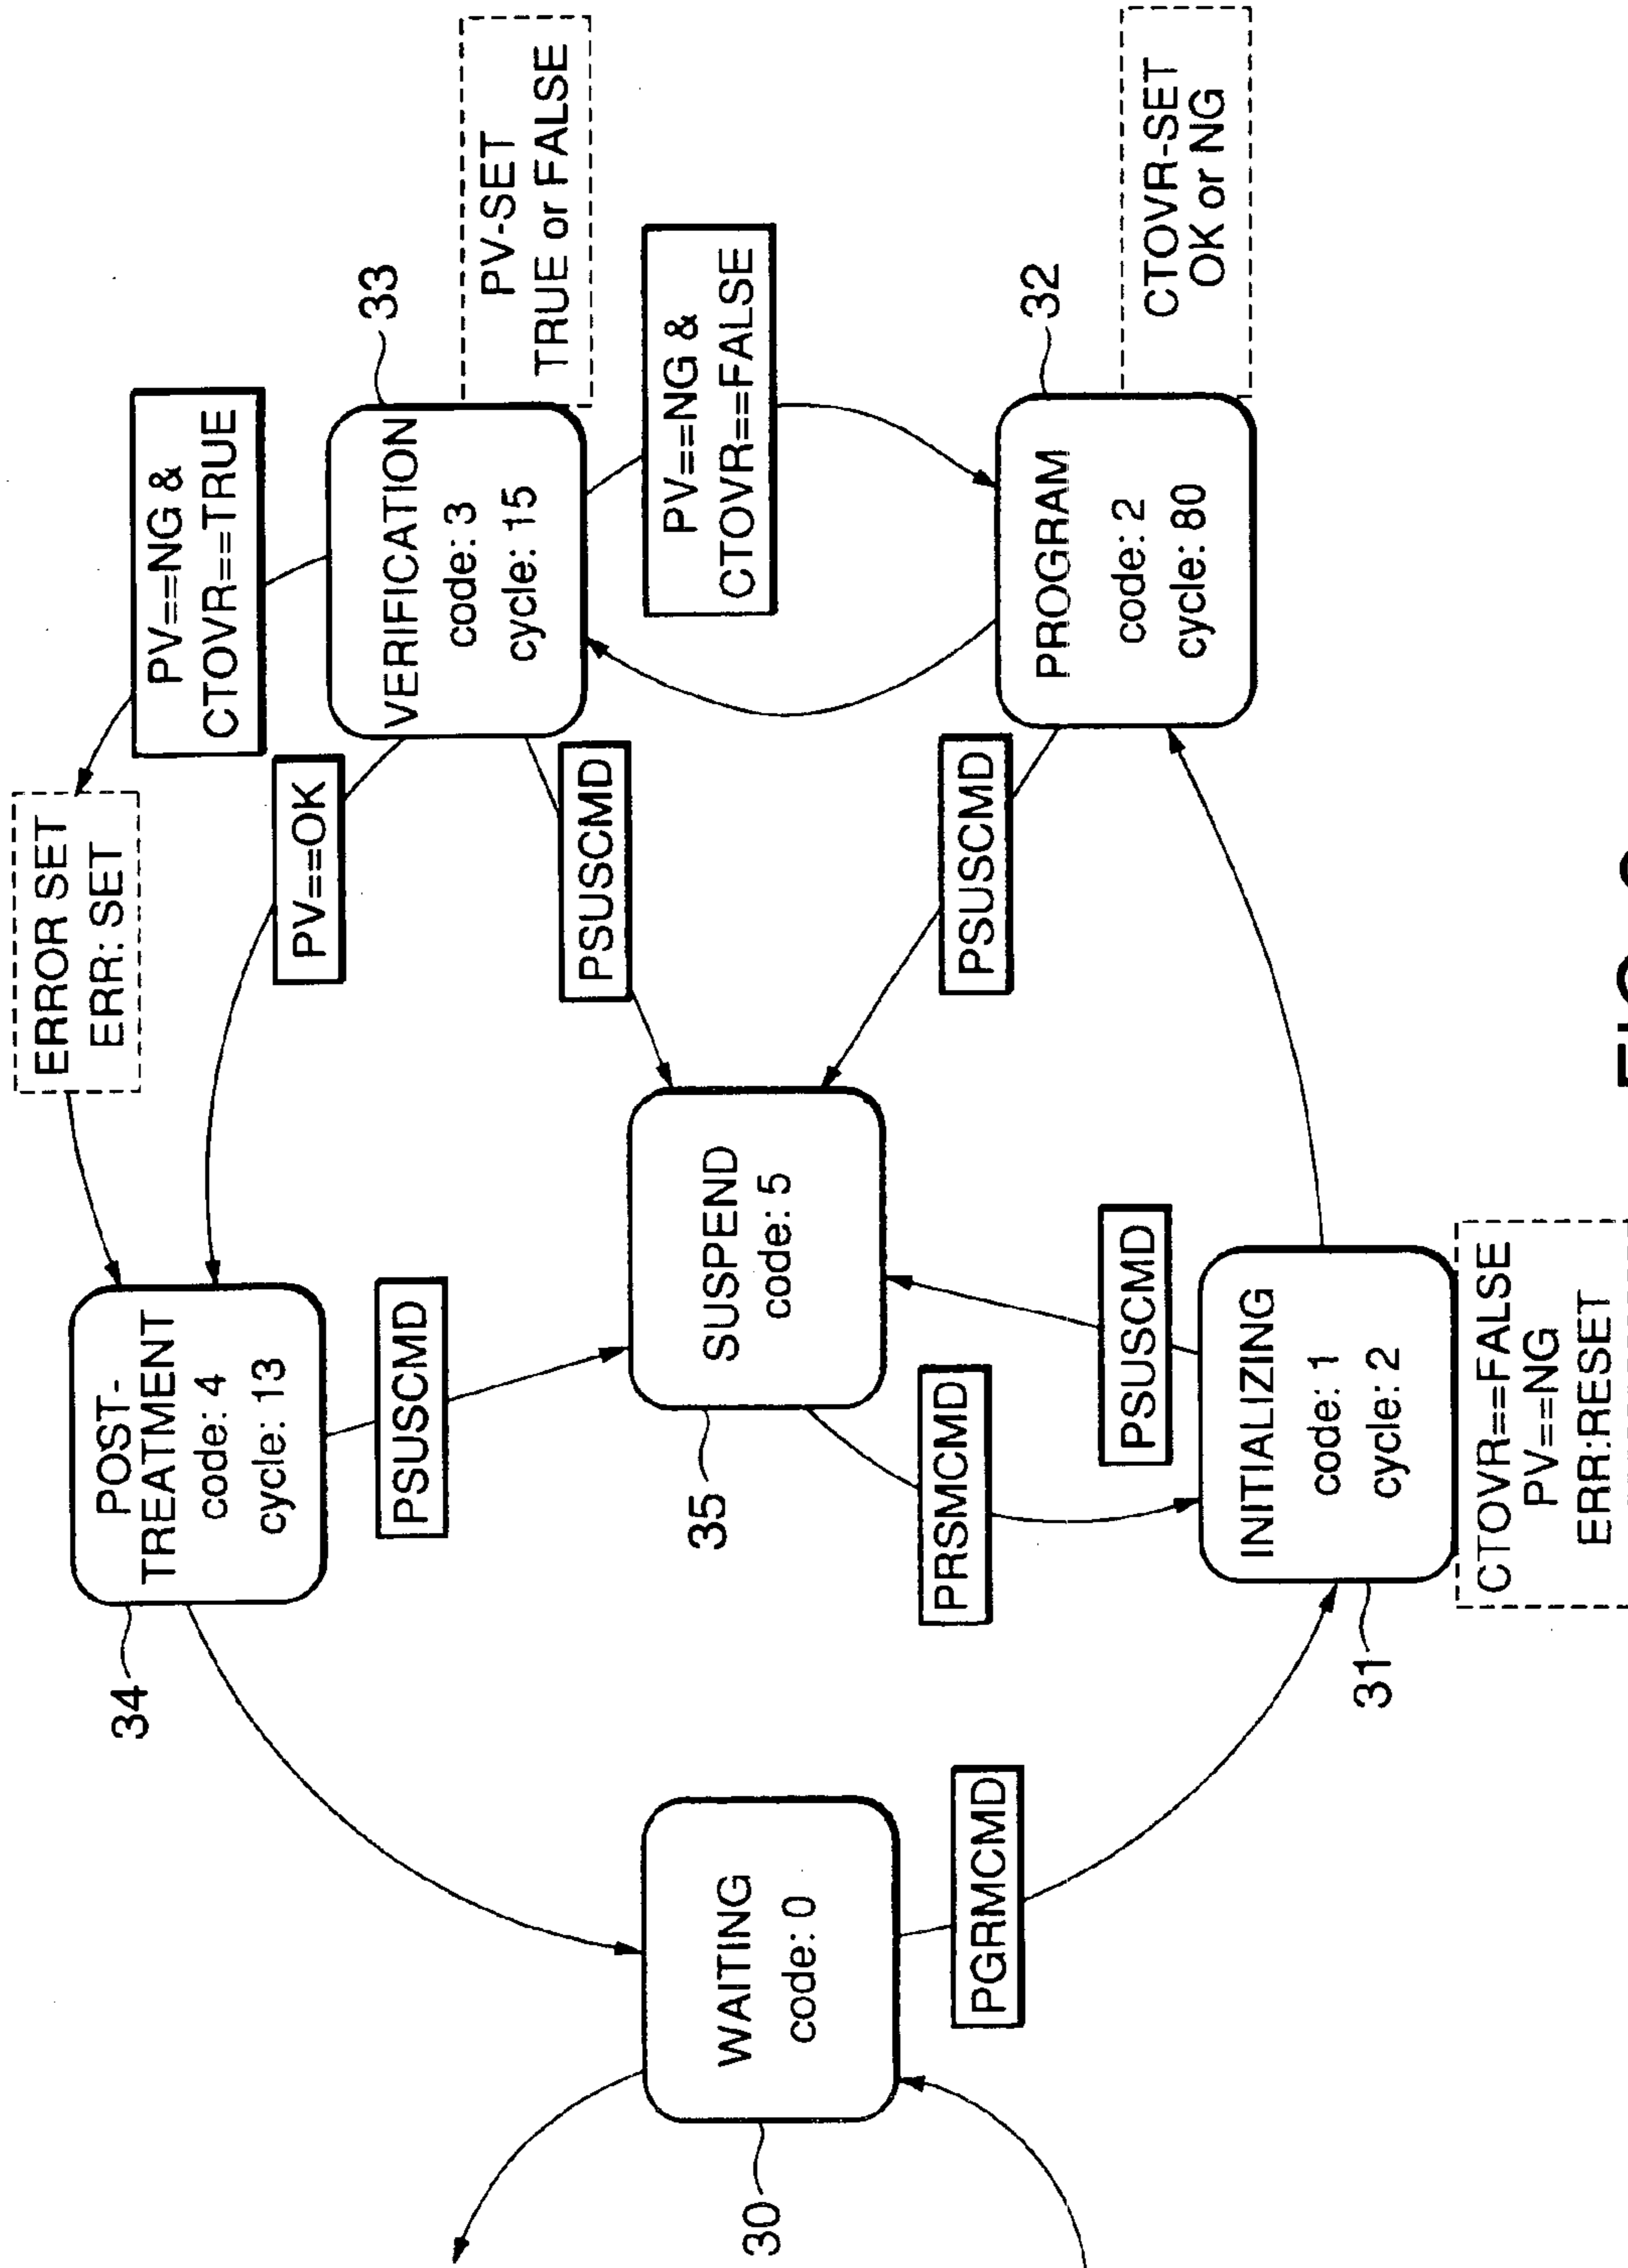 ERROR SET
ERR: SET
PV==NG &
CTOVR==TRUE
34
POST-
TREATMENT
code: 4
cycle: 13
PV==OK
VERIFICATION
code: 3
cycle: 15
33
PV-SET
TRUE or FALSE
PSUSCMD
PSUSCMD
PV==NG &
CTOVR==FALSE
30
WAITING
code: 0
35
SUSPEND
code: 5
PGRMCMD
PRSMCMD
PSUSCMD
PSUSCMD
PROGRAM
code: 2
cycle: 80
32
CTOVR-SET
OK or NG
31
INITIALIZING
code: 1
cycle: 2
CTOVR==FALSE
PV==NG
ERR:RESET